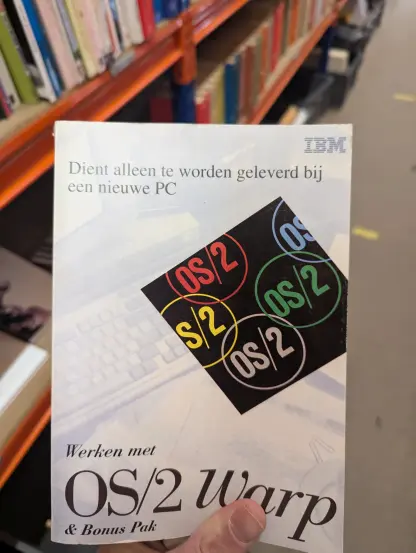 IBM
Dient alleen te worden geleverd bij
een nieuwe PC
OS
OS/2
OS/2
S/2
OS/2
Werken met
OS/2 Warp
& Bonus Pak